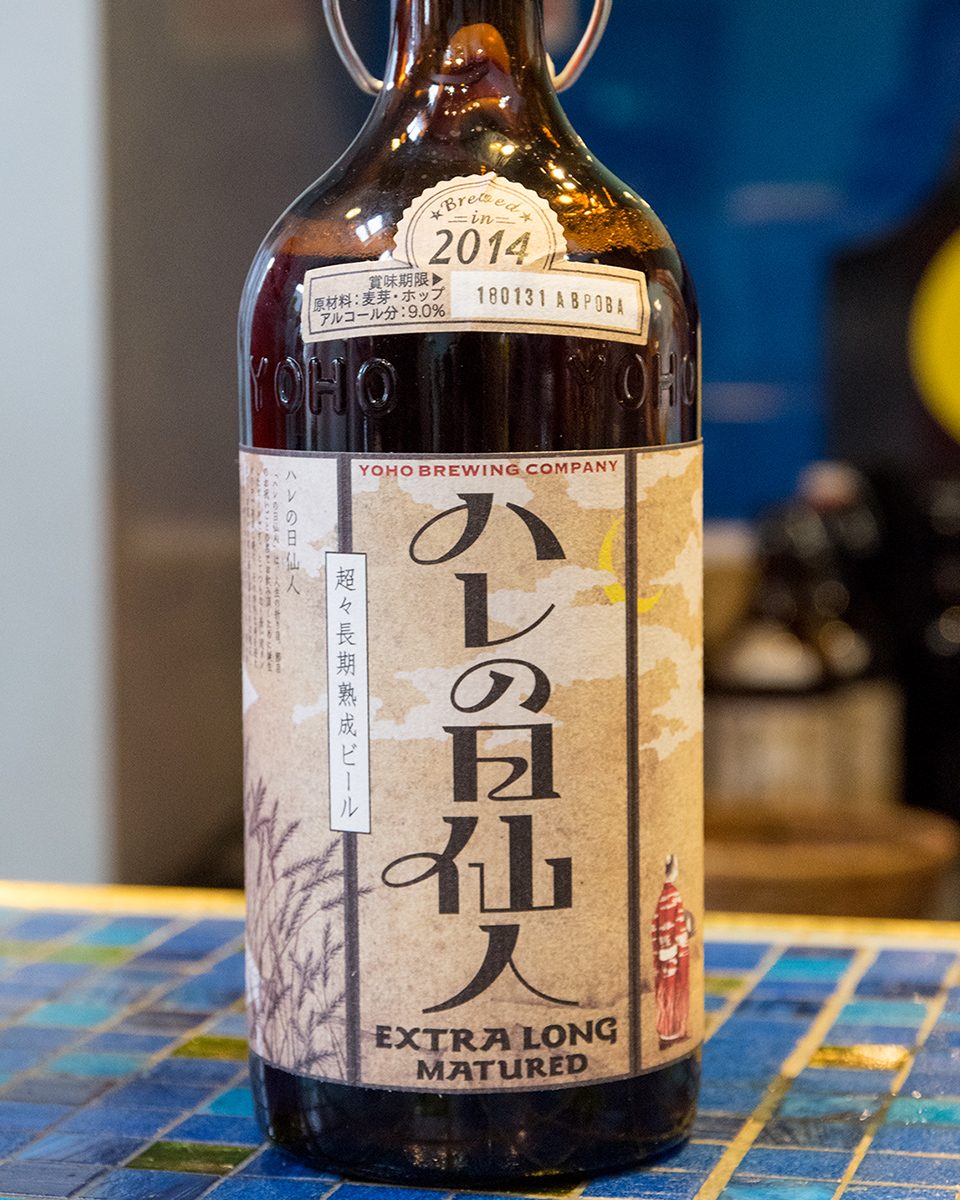 Brewed
in
2014
賞味期限▶
180131 ABPOBA
原材料:麦芽・ホップ
アルコール分:9.0%
YOHO YOHO
YOHO BREWING COMPANY
ハレの日仙人
超々長期熟成ビール
ハレの日仙人
EXTRA LONG
MATURED